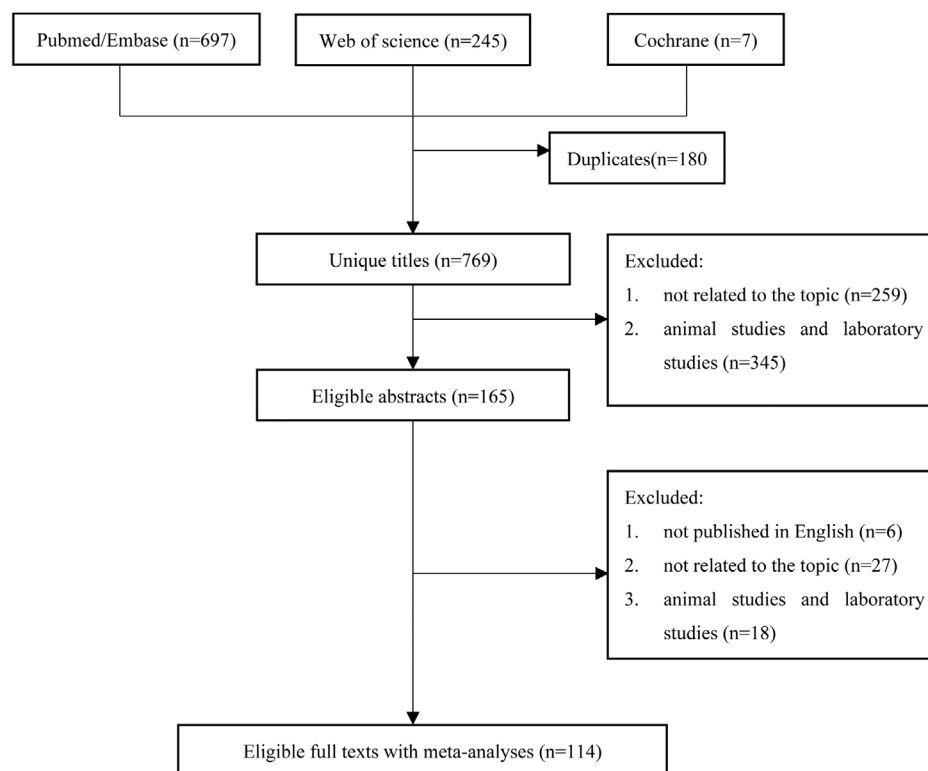 Pubmed/Embase (n=697)
Web of science (n=245)
Cochrane (n=7)
Duplicates(n=180
Unique titles (n=769)
Excluded:
1. not related to the topic (n=259)
2. animal studies and laboratory
studies (n=345)
Eligible abstracts (n=165)
Excluded:
1. not published in English (n=6)
2. not related to the topic (n=27)
3. animal studies and laboratory
studies (n=18)
Eligible full texts with meta-analyses (n=114)